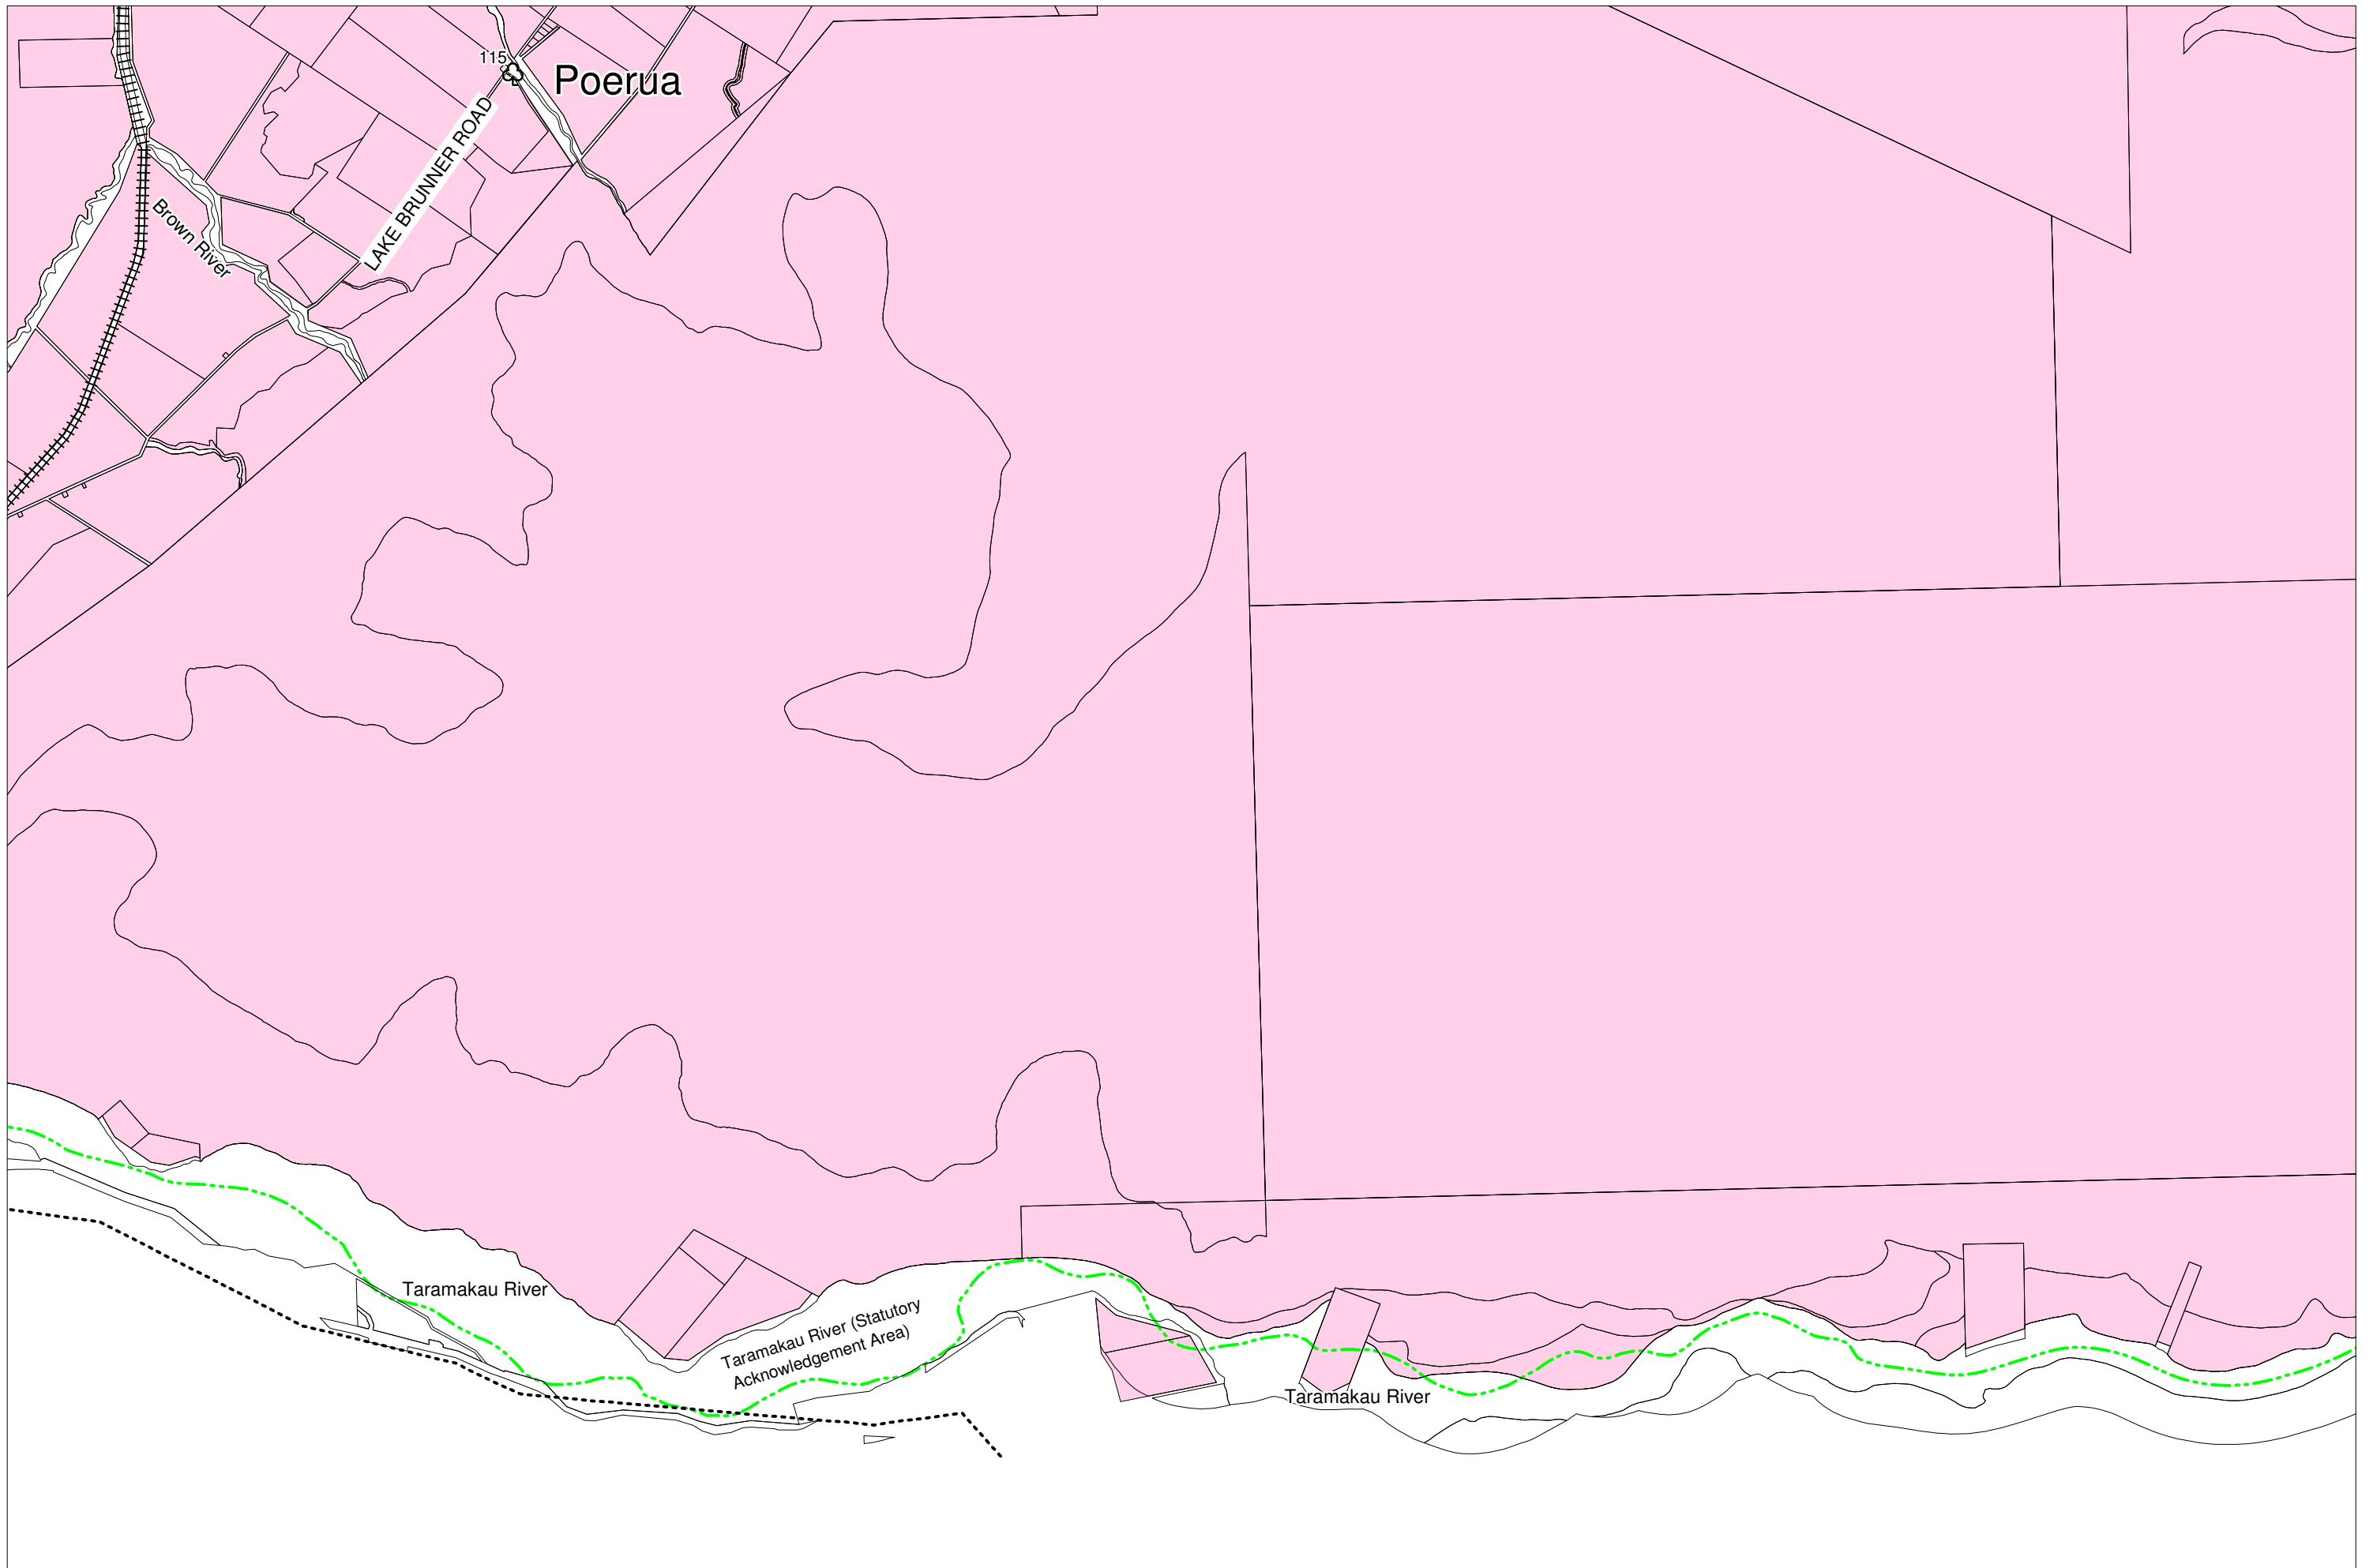 115
Poerua
LAKE BRUNNER ROAD
Brown River
Taramakau River
Taramakau River (Statutory
Acknowledgement Area)
Taramakau River